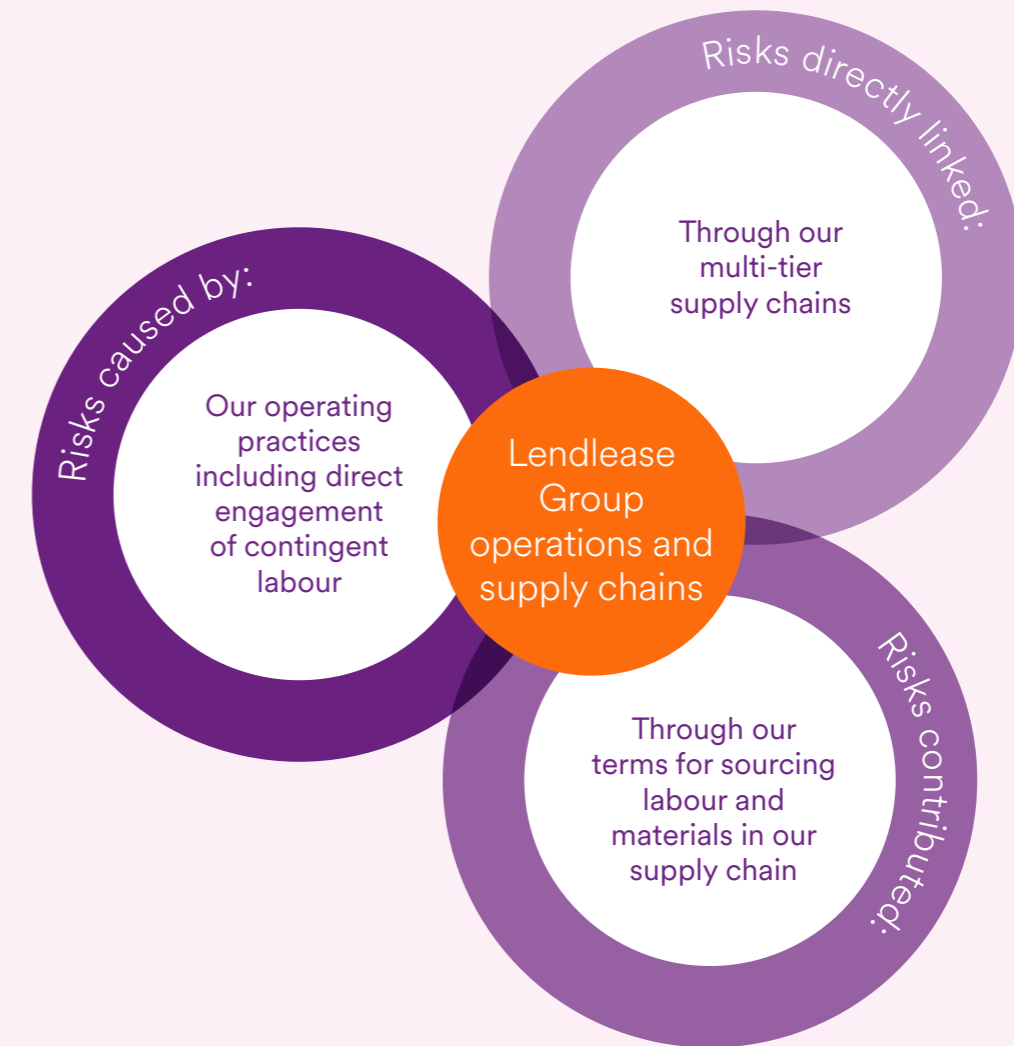 Risks caused by:
Our operating
practices
including direct
engagement
of contingent
labour
Risks directly linked:
Through our
multi-tier
supply chains
Lendlease
Group
operations and
supply chains
Risks contributed:
Through our
terms for sourcing
labour and
materials in our
supply chain